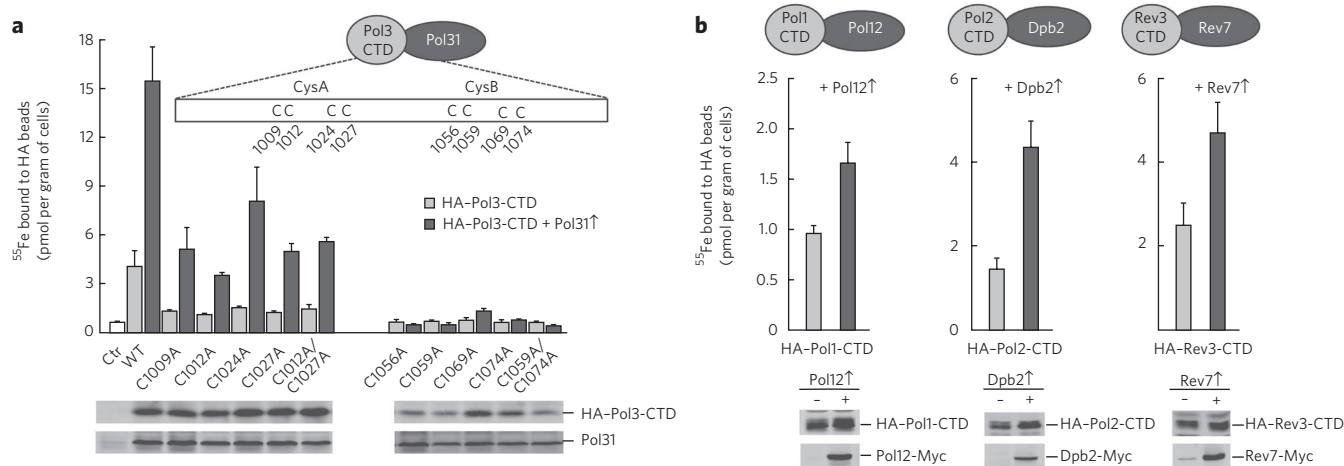 a
Pol3
CTD
Pol31
CysA
CysB
C C C C C C C C
1009 1012 1024 1027 1056 1059 1069 1074
⁵⁵Fe bound to HA beads
(pmol per gram of cells)
18
15
12
9
6
3
0
HA–Pol3-CTD
HA–Pol3-CTD + Pol31↑
Ctr
WT
C1009A
C1012A
C1024A
C1027A
C1012A/
C1027A
C1056A
C1059A
C1069A
C1074A
C1059A/
C1074A
HA–Pol3-CTD
Pol31
b
Pol1
CTD
Pol12
Pol2
CTD
Dpb2
Rev3
CTD
Rev7
⁵⁵Fe bound to HA beads
(pmol per gram of cells)
2.5
2.0
1.5
1.0
0.5
0.0
+ Pol12↑
HA–Pol1-CTD
6
4
2
0
+ Dpb2↑
HA–Pol2-CTD
6
4
2
+ Rev7↑
HA–Rev3-CTD
Pol12↑
– +
HA–Pol1-CTD
Pol12-Myc
Dpb2↑
– +
HA–Pol2-CTD
Dpb2-Myc
Rev7↑
– +
HA–Rev3-CTD
Rev7-Myc